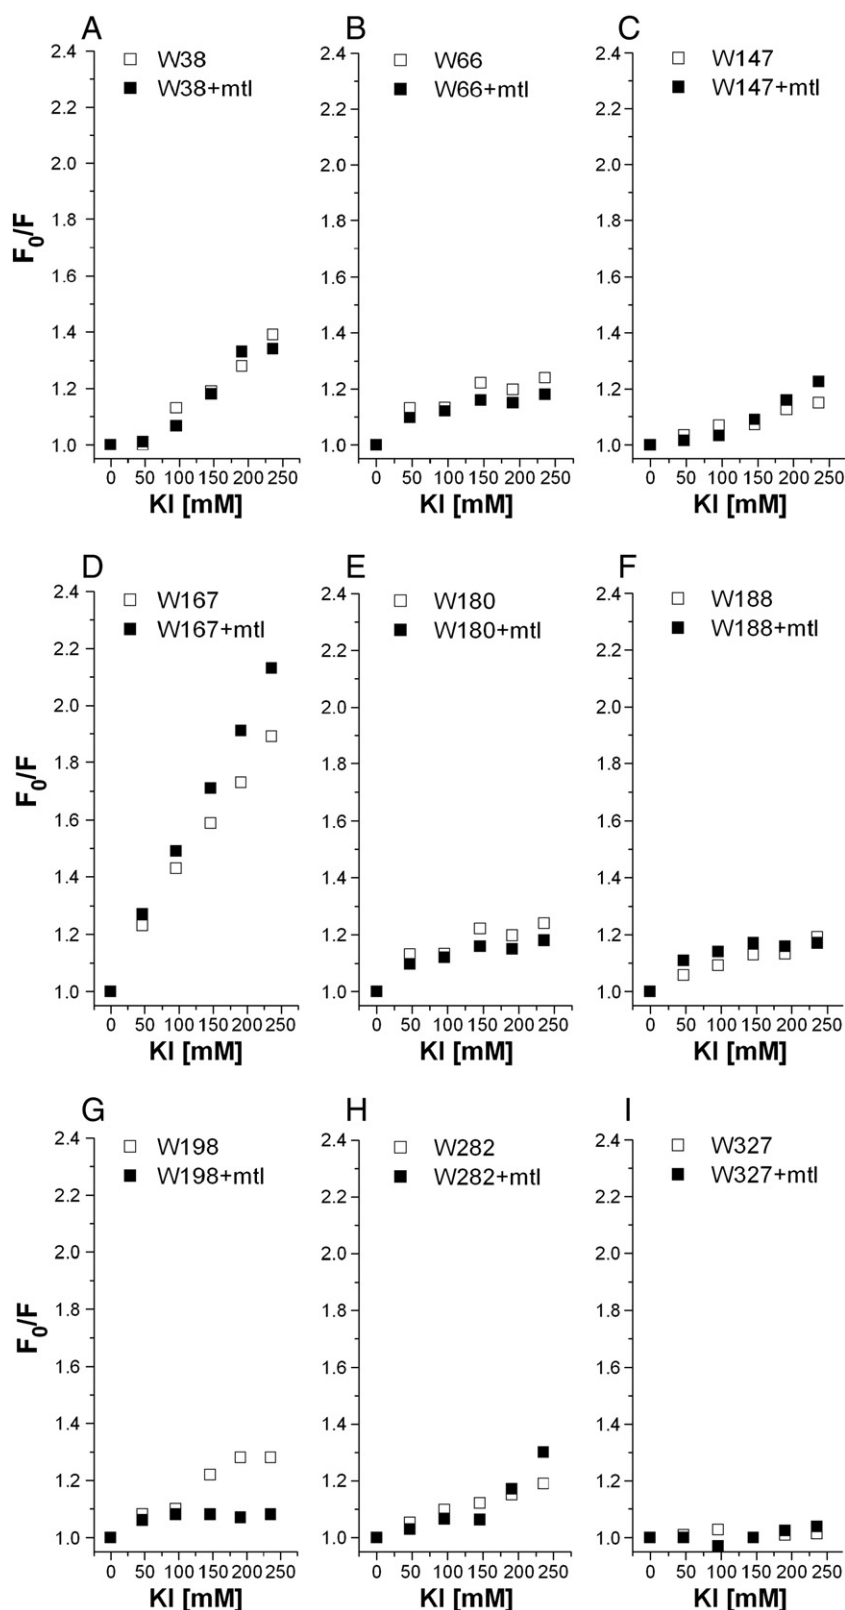 A
W38
W38+mtl
2.4
2.2
2.0
1.8
1.6
1.4
1.2
1.0
F0/F
0 50 100 150 200 250
KI [mM]
B
W66
W66+mtl
2.4
2.2
2.0
1.8
1.6
1.4
1.2
1.0
0 50 100 150 200 250
KI [mM]
C
W147
W147+mtl
2.4
2.2
2.0
1.8
1.6
1.4
1.2
1.0
0 50 100 150 200 250
KI [mM]
D
W167
W167+mtl
2.4
2.2
2.0
1.8
1.6
1.4
1.2
1.0
F0/F
0 50 100 150 200 250
KI [mM]
E
W180
W180+mtl
2.4
2.2
2.0
1.8
1.6
1.4
1.2
1.0
0 50 100 150 200 250
KI [mM]
F
W188
W188+mtl
2.4
2.2
2.0
1.8
1.6
1.4
1.2
1.0
0 50 100 150 200 250
KI [mM]
G
W198
W198+mtl
2.4
2.2
2.0
1.8
1.6
1.4
1.2
1.0
F0/F
0 50 100 150 200 250
KI [mM]
H
W282
W282+mtl
2.4
2.2
2.0
1.8
1.6
1.4
1.2
1.0
0 50 100 150 200 250
KI [mM]
I
W327
W327+mtl
2.4
2.2
2.0
1.8
1.6
1.4
1.2
1.0
0 50 100 150 200 250
KI [mM]